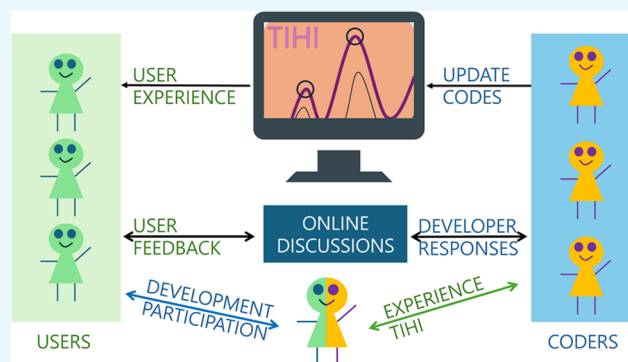 TIHI
USER
EXPERIENCE
UPDATE
CODES
USER
FEEDBACK
ONLINE
DISCUSSIONS
DEVELOPER
RESPONSES
DEVELOPMENT
PARTICIPATION
EXPERIENCE
TIHI
USERS
CODERS